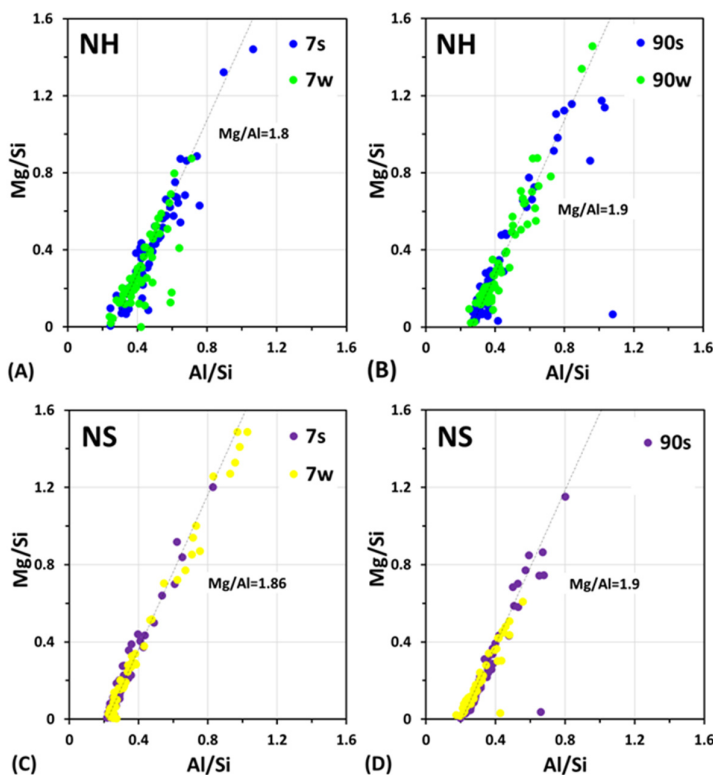 1.6
1.2
0.8
0.4
0
Mg/Si
NH
7s
7w
Mg/Al=1.8
0 0.4 0.8 1.2 1.6
Al/Si
(A)
1.6
1.2
0.8
0.4
0
Mg/Si
NH
90s
90w
Mg/Al=1.9
0 0.4 0.8 1.2 1.6
Al/Si
(B)
1.6
1.2
0.8
0.4
0
Mg/Si
NS
7s
7w
Mg/Al=1.86
0 0.4 0.8 1.2 1.6
Al/Si
(C)
1.6
1.2
0.8
0.4
0
Mg/Si
NS
90s
Mg/Al=1.9
0 0.4 0.8 1.2 1.6
Al/Si
(D)